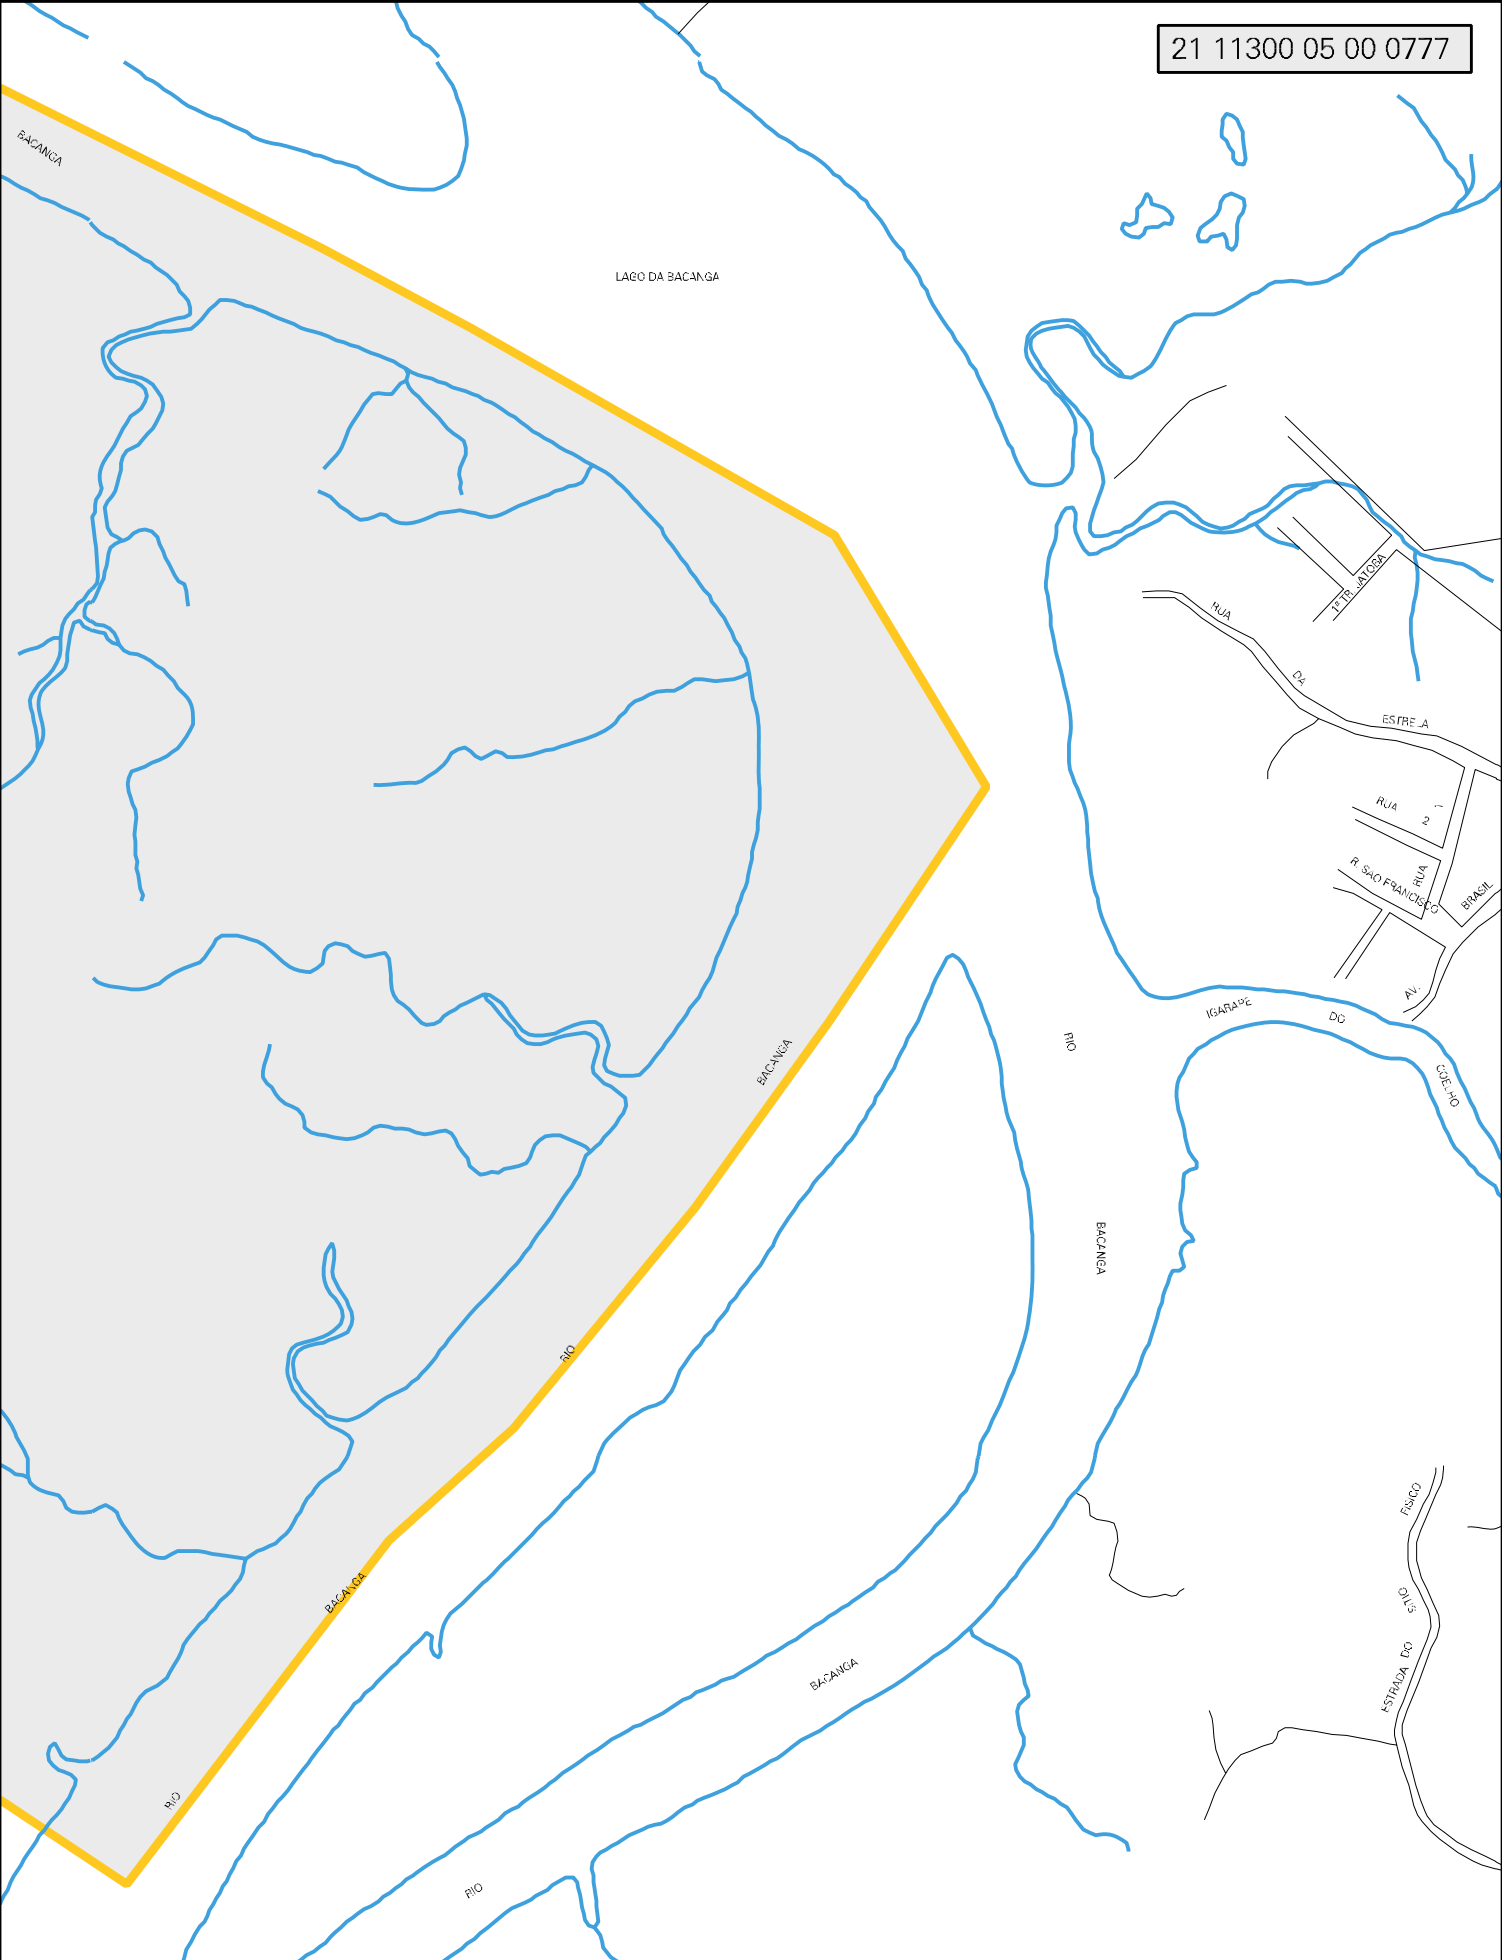 21 11300 05 00 0777
BACANGA
LAGO DA BACANGA
1ª TR. JATOBA
RUA
DA
ESTRELA
RUA 2
RUA
R. SAO FRANCISCO
BRASIL
AV.
IGARAPE
DO
COELHO
RIO
BACANGA
BACANGA
RIO
FISICO
BACANGA
DO
ESTRADA
BACANGA
RIO
RIO